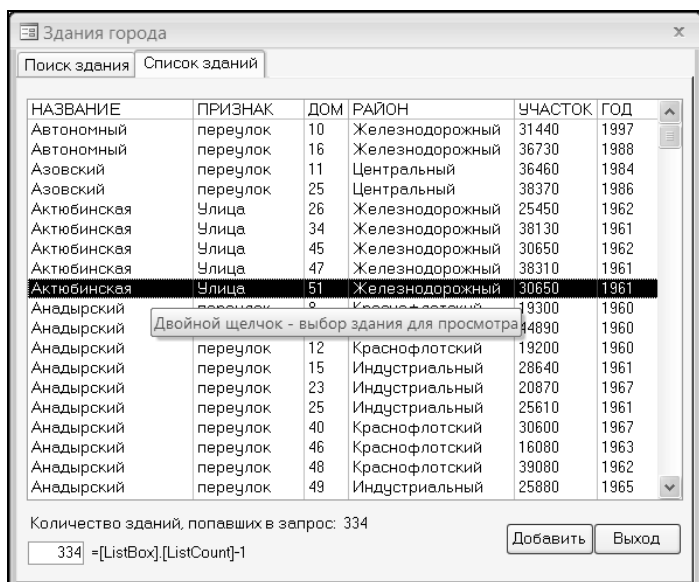 Здания города
Поиск здания Список зданий
НАЗВАНИЕ ПРИЗНАК ДОМ РАЙОН УЧАСТОК ГОД
Автономный переулок 10 Железнодорожный 31440 1997
Автономный переулок 16 Железнодорожный 36730 1988
Азовский переулок 11 Центральный 36460 1984
Азовский переулок 25 Центральный 38370 1986
Актюбинская Улица 26 Железнодорожный 25450 1962
Актюбинская Улица 34 Железнодорожный 38130 1961
Актюбинская Улица 45 Железнодорожный 30650 1962
Актюбинская Улица 47 Железнодорожный 38310 1961
Актюбинская Улица 51 Железнодорожный 30650 1961
Анадырский переулок 8 Краснофлотский 19300 1960
Двойной щелчок - выбор здания для просмотра
Анадырский 44890 1960
Анадырский переулок 12 Краснофлотский 19200 1960
Анадырский переулок 15 Индустриальный 28640 1961
Анадырский переулок 23 Индустриальный 20870 1967
Анадырский переулок 25 Индустриальный 25610 1961
Анадырский переулок 40 Краснофлотский 30600 1967
Анадырский переулок 46 Краснофлотский 16080 1963
Анадырский переулок 48 Краснофлотский 39080 1962
Анадырский переулок 49 Индустриальный 25880 1965
Количество зданий, попавших в запрос: 334
334 =[ListBox].[ListCount]-1
Добавить Выход